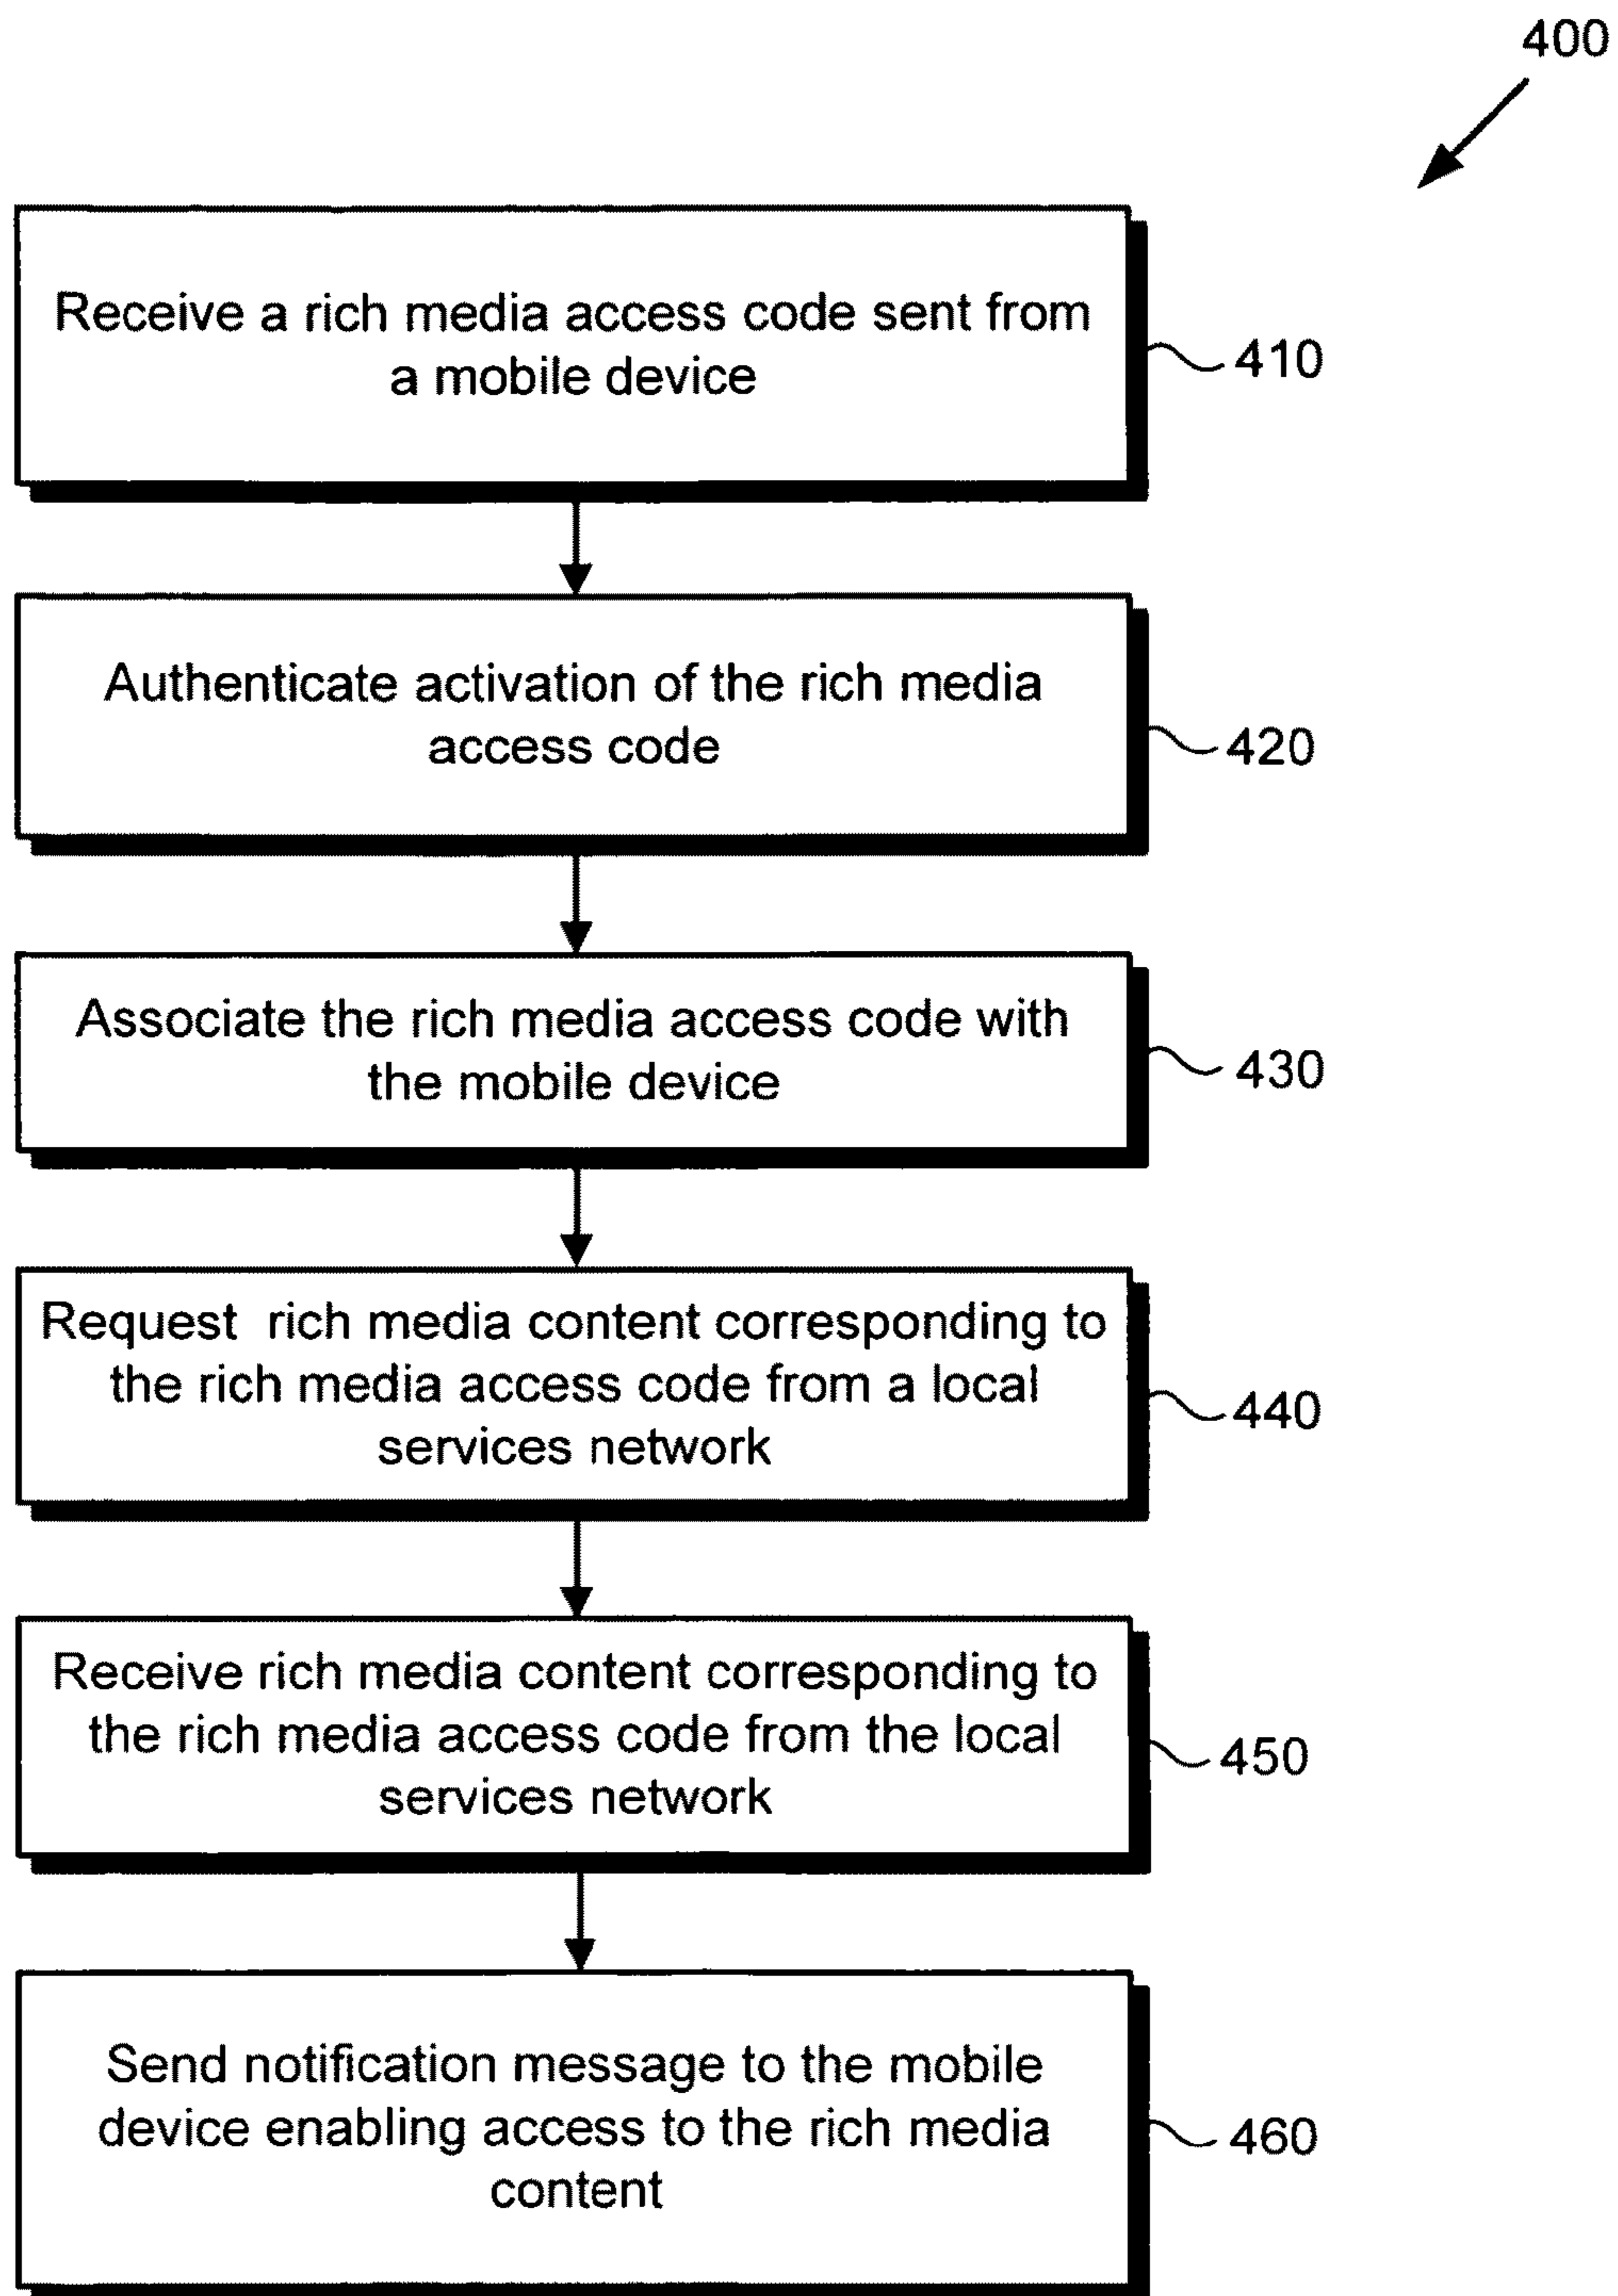 400
Receive a rich media access code sent from
a mobile device
410
Authenticate activation of the rich media
access code
420
Associate the rich media access code with
the mobile device
430
Request rich media content corresponding to
the rich media access code from a local
services network
440
Receive rich media content corresponding to
the rich media access code from the local
services network
450
Send notification message to the mobile
device enabling access to the rich media
content
460